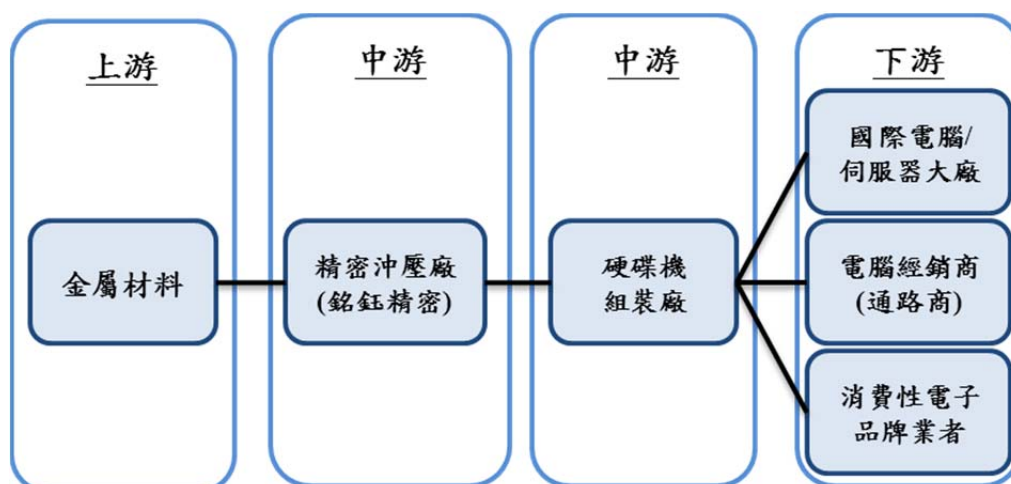 上游
金屬材料
中游
精密沖壓廠
(銘鈺精密)
中游
硬碟機
組裝廠
下游
國際電腦/
伺服器大廠
電腦經銷商
(通路商)
消費性電子
品牌業者